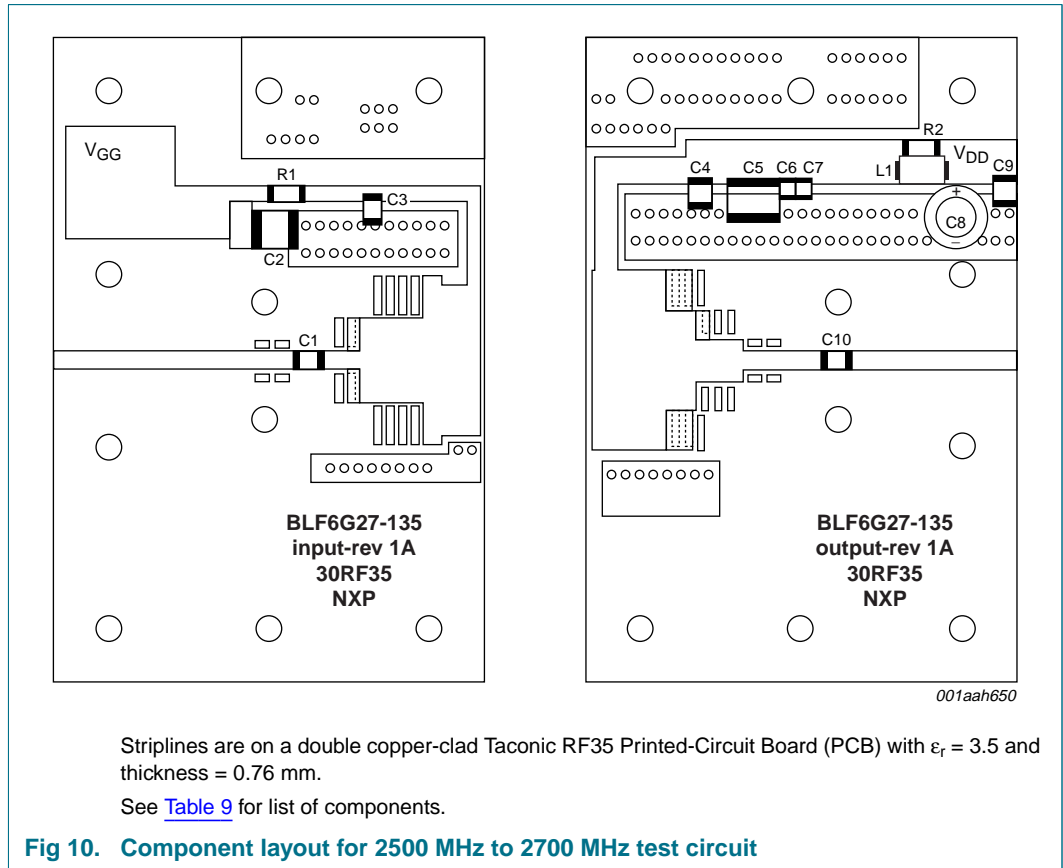 V_GG
R1
C3
C2
C1
BLF6G27-135
input-rev 1A
30RF35
NXP
R2
V_DD
C4
C5
C6
C7
L1
C9
+
C8
−
C10
BLF6G27-135
output-rev 1A
30RF35
NXP
001aah650
Striplines are on a double copper-clad Taconic RF35 Printed-Circuit Board (PCB) with ε_r = 3.5 and
thickness = 0.76 mm.
See Table 9 for list of components.
Fig 10. Component layout for 2500 MHz to 2700 MHz test circuit